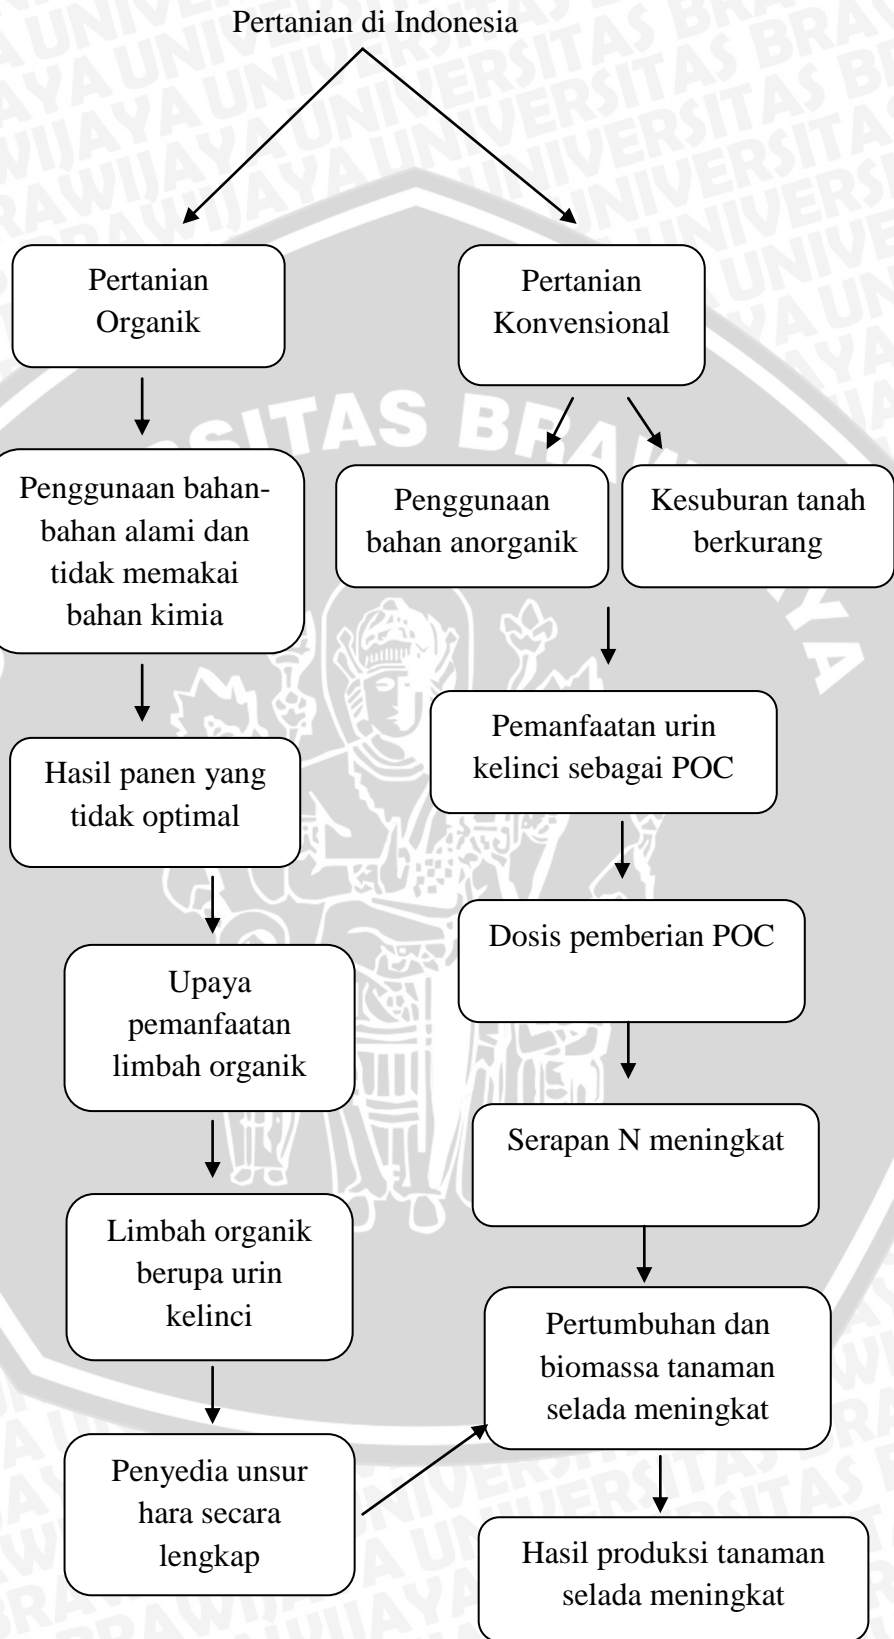 Pertanian di Indonesia
Pertanian
Organik
Pertanian
Konvensional
Penggunaan bahan-
bahan alami dan
tidak memakai
bahan kimia
Penggunaan
bahan anorganik
Kesuburan tanah
berkurang
Hasil panen yang
tidak optimal
Pemanfaatan urin
kelinci sebagai POC
Upaya
pemanfaatan
limbah organik
Dosis pemberian POC
Serapan N meningkat
Limbah organik
berupa urin
kelinci
Pertumbuhan dan
biomassa tanaman
selada meningkat
Penyedia unsur
hara secara
lengkap
Hasil produksi tanaman
selada meningkat